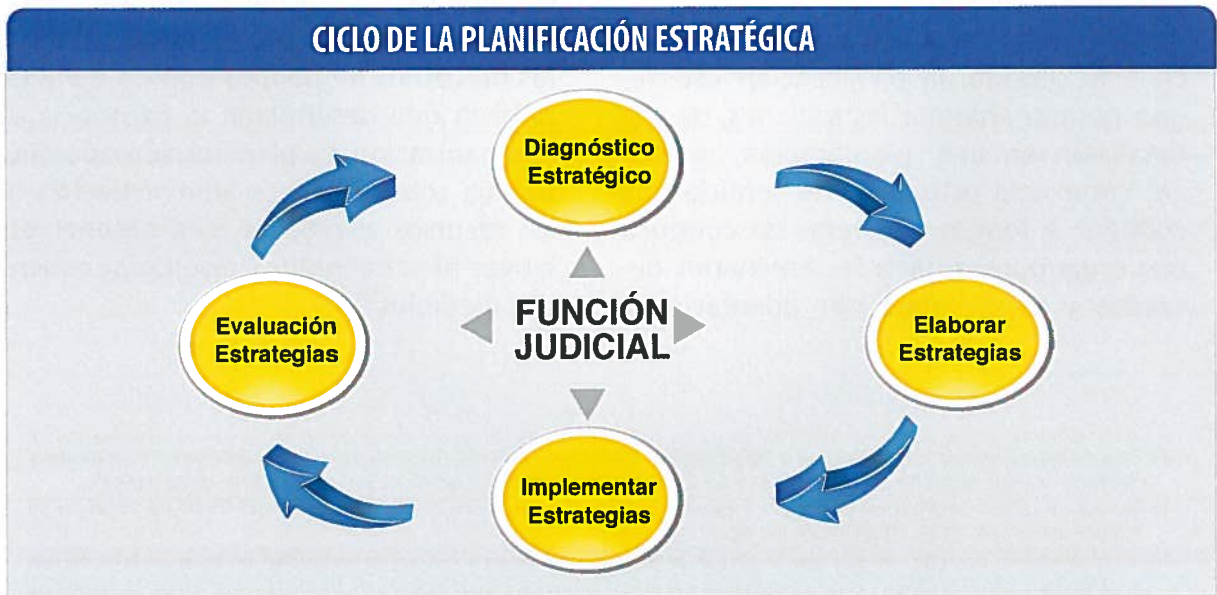 CICLO DE LA PLANIFICACIÓN ESTRATÉGICA
Diagnóstico
Estratégico
Evaluación
Estrategias
FUNCIÓN
JUDICIAL
Elaborar
Estrategias
Implementar
Estrategias